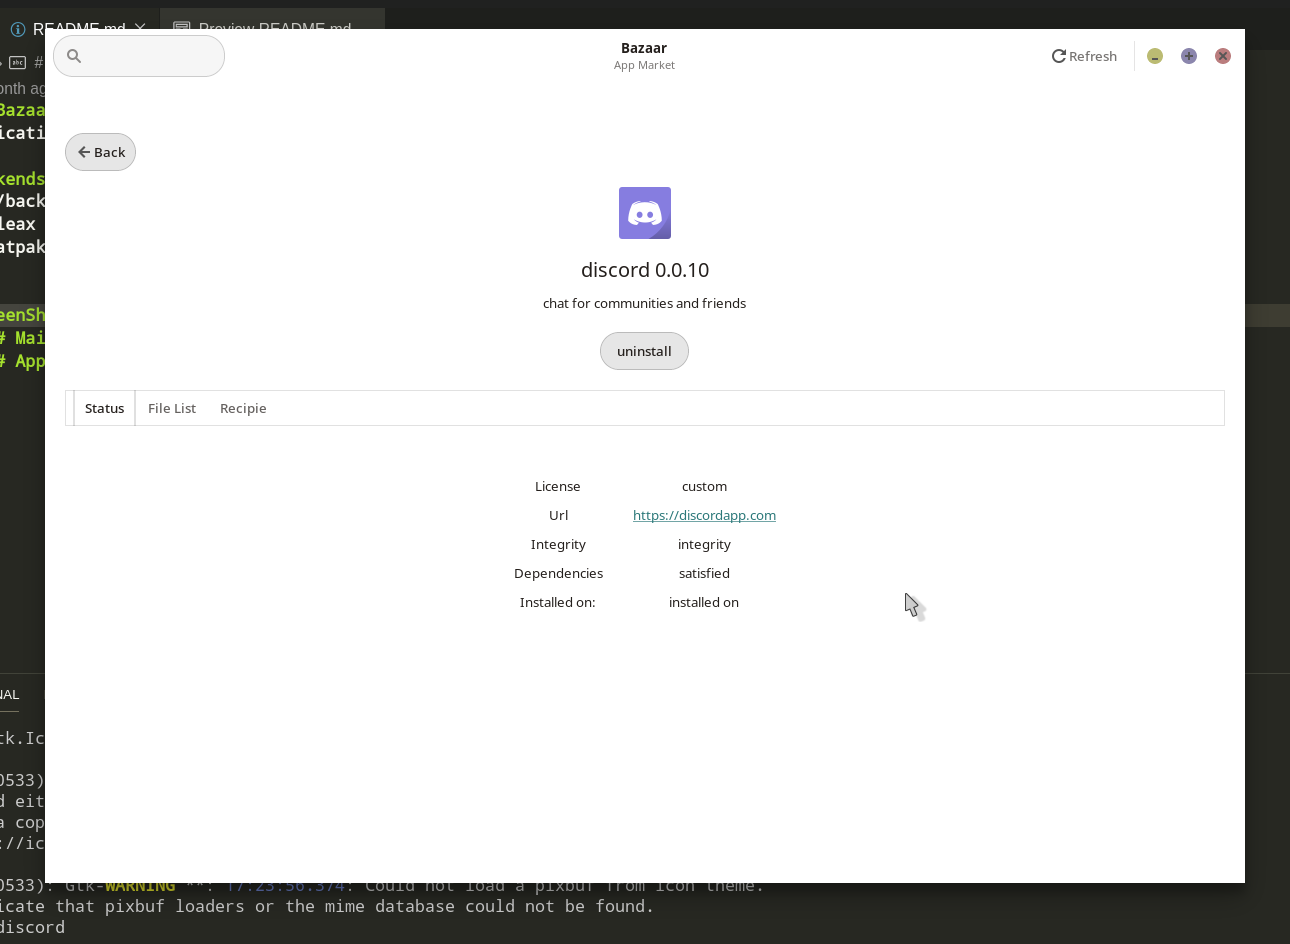 README.md
Preview README.md
#
onth ag
Bazaa
icati
kends
/back
leax
atpak
eenSh
# Mai
# App
Bazaar
App Market
Refresh
Back
discord 0.0.10
chat for communities and friends
uninstall
Status File List Recipie
License custom
Url https://discordapp.com
Integrity integrity
Dependencies satisfied
Installed on: installed on
NAL
tk.Ic
0533)
d eit
a cop
://ic
0533): Gtk-WARNING **: 17:23:56.374: Could not load a pixbuf from icon theme.
icate that pixbuf loaders or the mime database could not be found.
discord